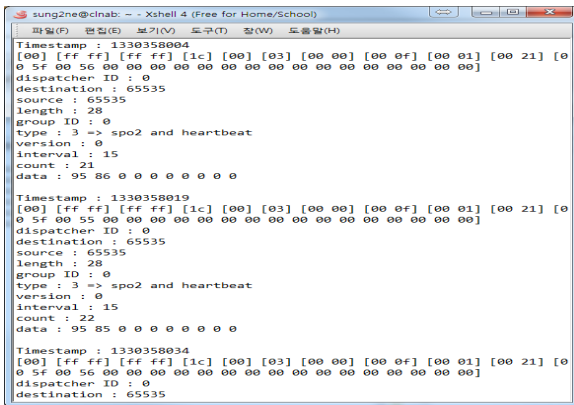 sung2ne@clnab: ~ - Xshell 4 (Free for Home/School)
파일(F) 편집(E) 보기(V) 도구(T) 창(W) 도움말(H)
Timestamp : 1330358004
[00] [ff ff] [ff ff] [1c] [00] [03] [00 00] [00 0f] [00 01] [00 21] [0
0 5f 00 56 00 00 00 00 00 00 00 00 00 00 00 00 00 00]
dispatcher ID : 0
destination : 65535
source : 65535
length : 28
group ID : 0
type : 3 => spo2 and heartbeat
version : 0
interval : 15
count : 21
data : 95 86 0 0 0 0 0 0 0
Timestamp : 1330358019
[00] [ff ff] [ff ff] [1c] [00] [03] [00 00] [00 0f] [00 01] [00 21] [0
0 5f 00 55 00 00 00 00 00 00 00 00 00 00 00 00 00 00]
dispatcher ID : 0
destination : 65535
source : 65535
length : 28
group ID : 0
type : 3 => spo2 and heartbeat
version : 0
interval : 15
count : 22
data : 95 85 0 0 0 0 0 0 0
Timestamp : 1330358034
[00] [ff ff] [ff ff] [1c] [00] [03] [00 00] [00 0f] [00 01] [00 21] [0
0 5f 00 56 00 00 00 00 00 00 00 00 00 00 00 00 00 00]
dispatcher ID : 0
destination : 65535